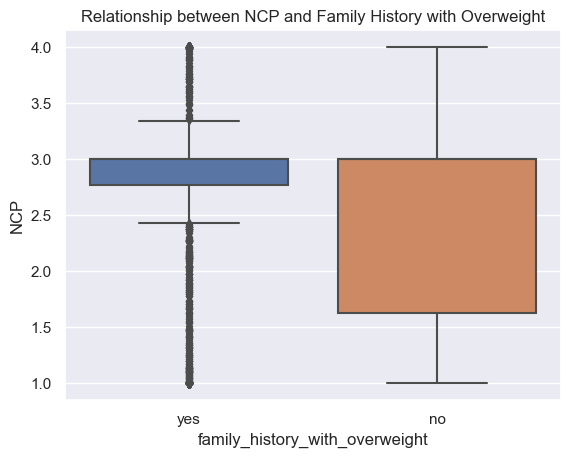 Relationship between NCP and Family History with Overweight
4.0
3.5
3.0
2.5
2.0
1.5
1.0
NCP
yes
no
family_history_with_overweight